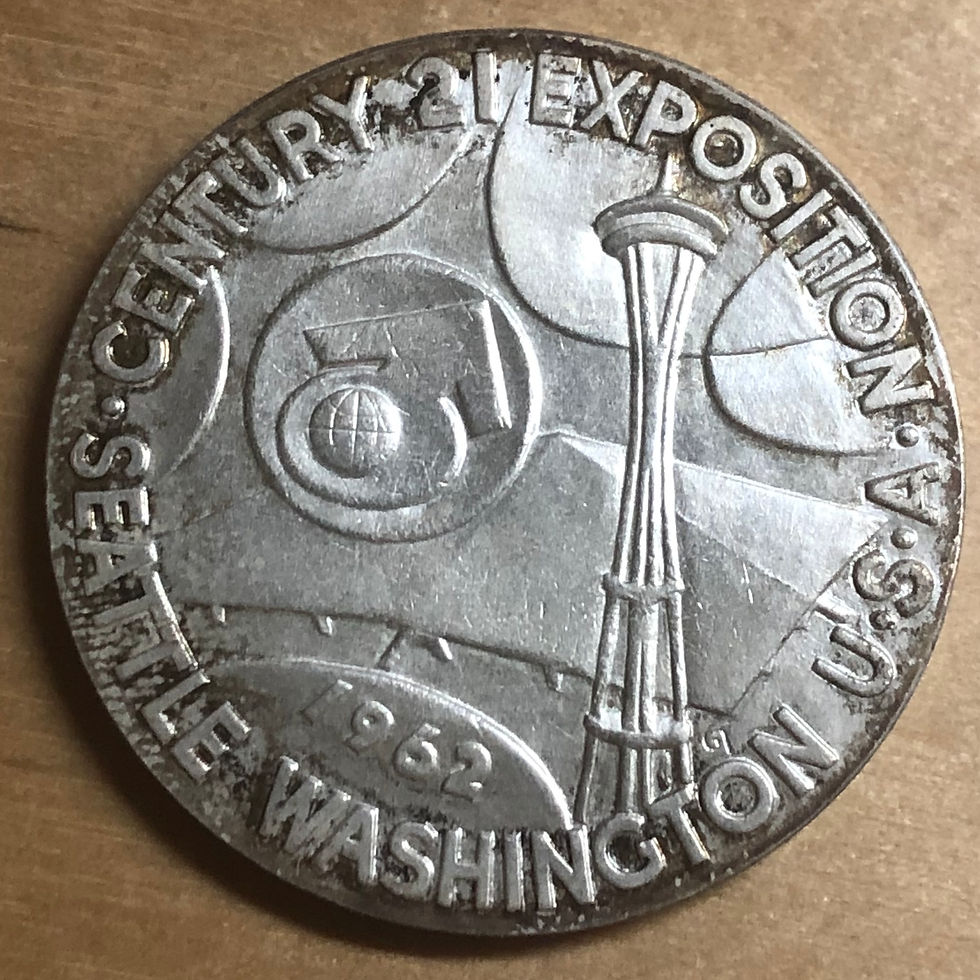 CENTURY 21 EXPOSITION
SEATTLE WASHINGTON U.S.A.
1962